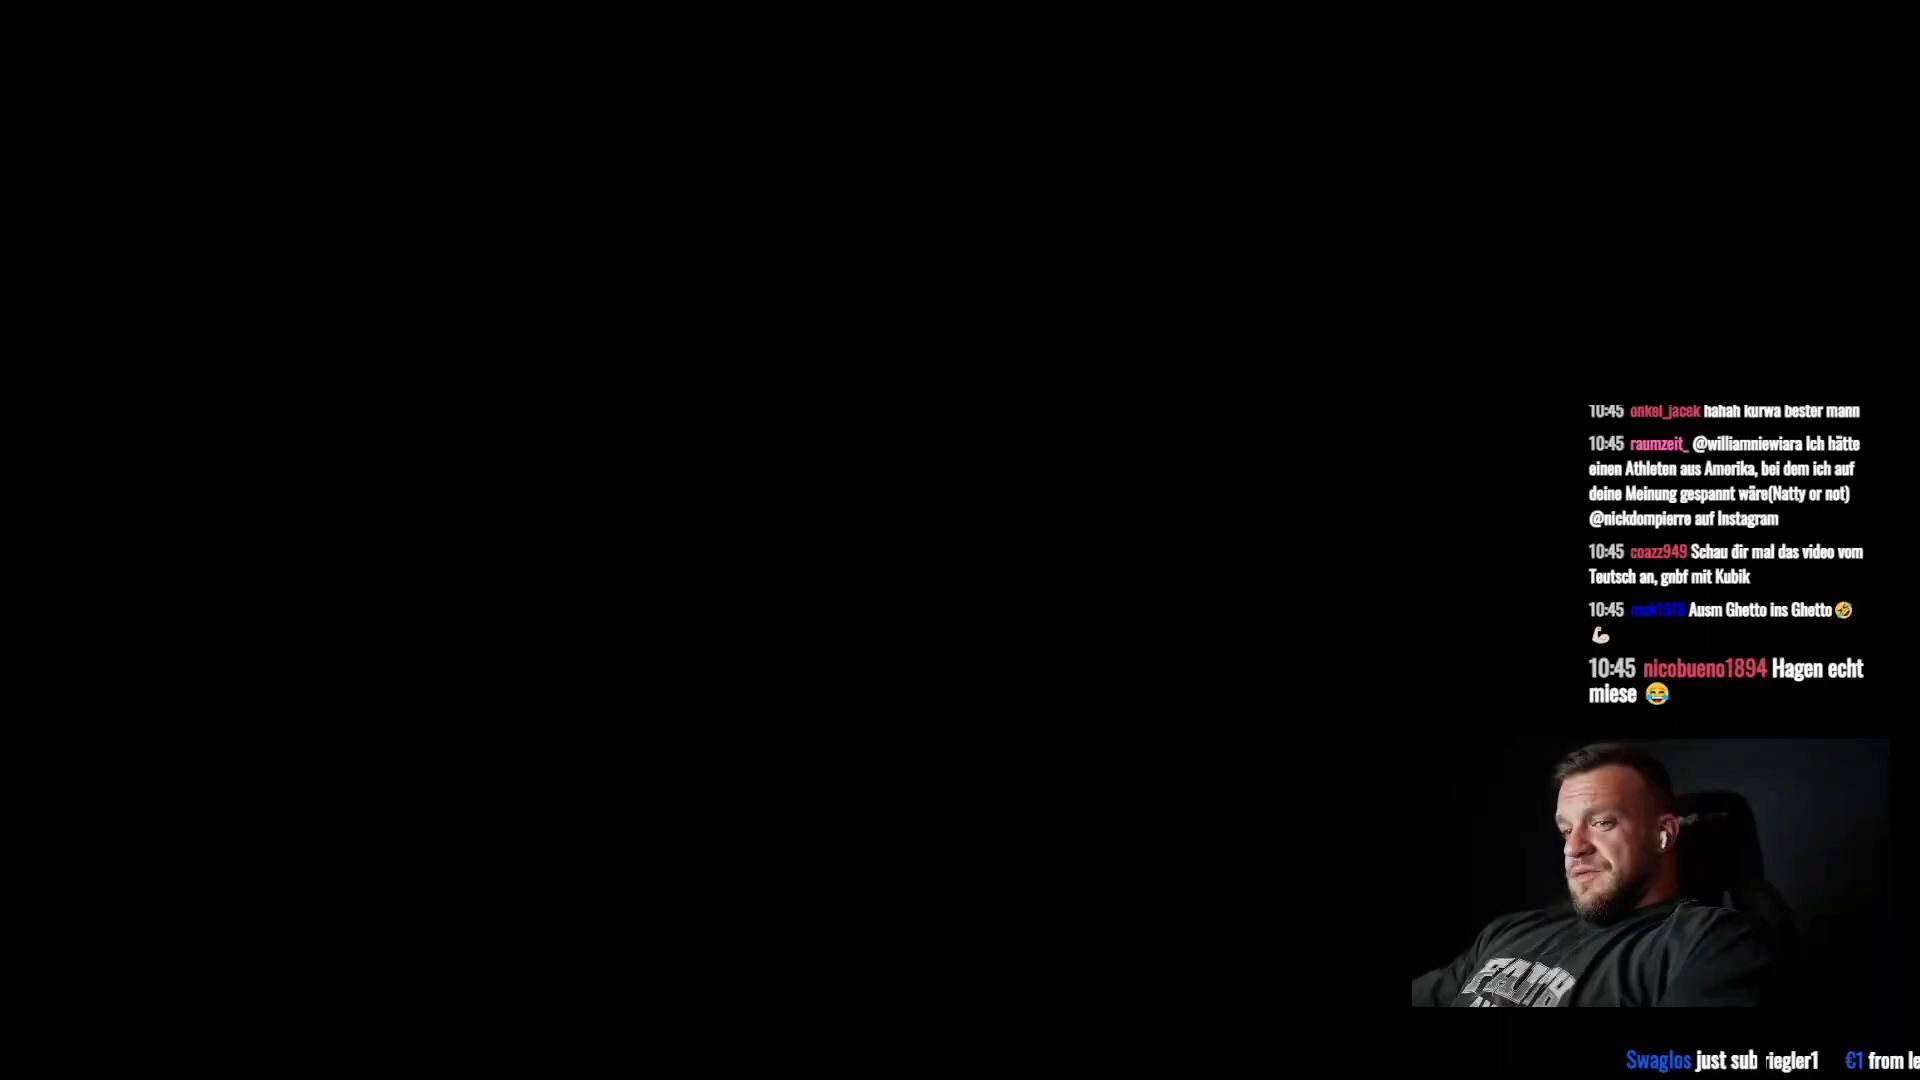 10:45 onkel_jacek hahah kurwa bester mann
10:45 raumzeit_ @williamniewiara Ich hätte
einen Athleten aus Amerika, bei dem ich auf
deine Meinung gespannt wäre(Natty or not)
@nickdompierre auf Instagram
10:45 coazz949 Schau dir mal das video vom
Teutsch an, gnbf mit Kubik
10:45 Ausm Ghetto ins Ghetto 🤣
💪🏻
10:45 nicobueno1894 Hagen echt
miese 😂
Swaglos just sub riegler1 €1 from le